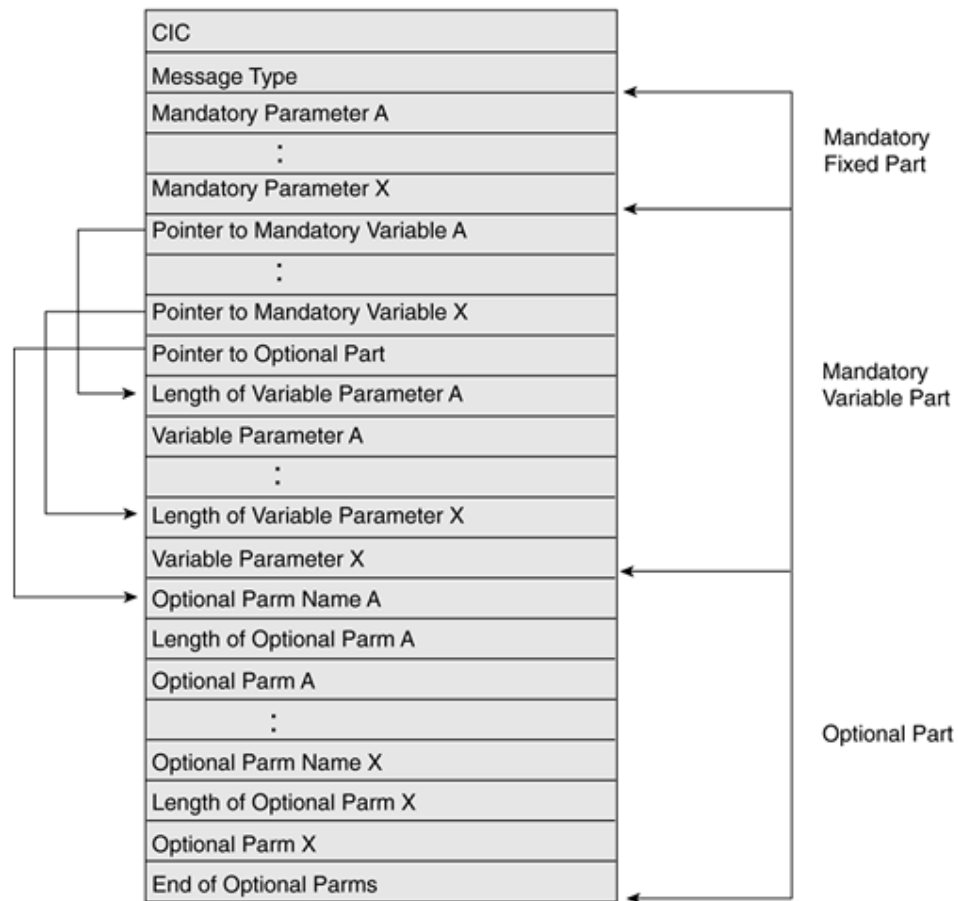 CIC
Message Type
Mandatory Parameter A
:
Mandatory Parameter X
Pointer to Mandatory Variable A
:
Pointer to Mandatory Variable X
Pointer to Optional Part
Length of Variable Parameter A
Variable Parameter A
:
Length of Variable Parameter X
Variable Parameter X
Optional Parm Name A
Length of Optional Parm A
Optional Parm A
:
Optional Parm Name X
Length of Optional Parm X
Optional Parm X
End of Optional Parms
Mandatory
Fixed Part
Mandatory
Variable Part
Optional Part